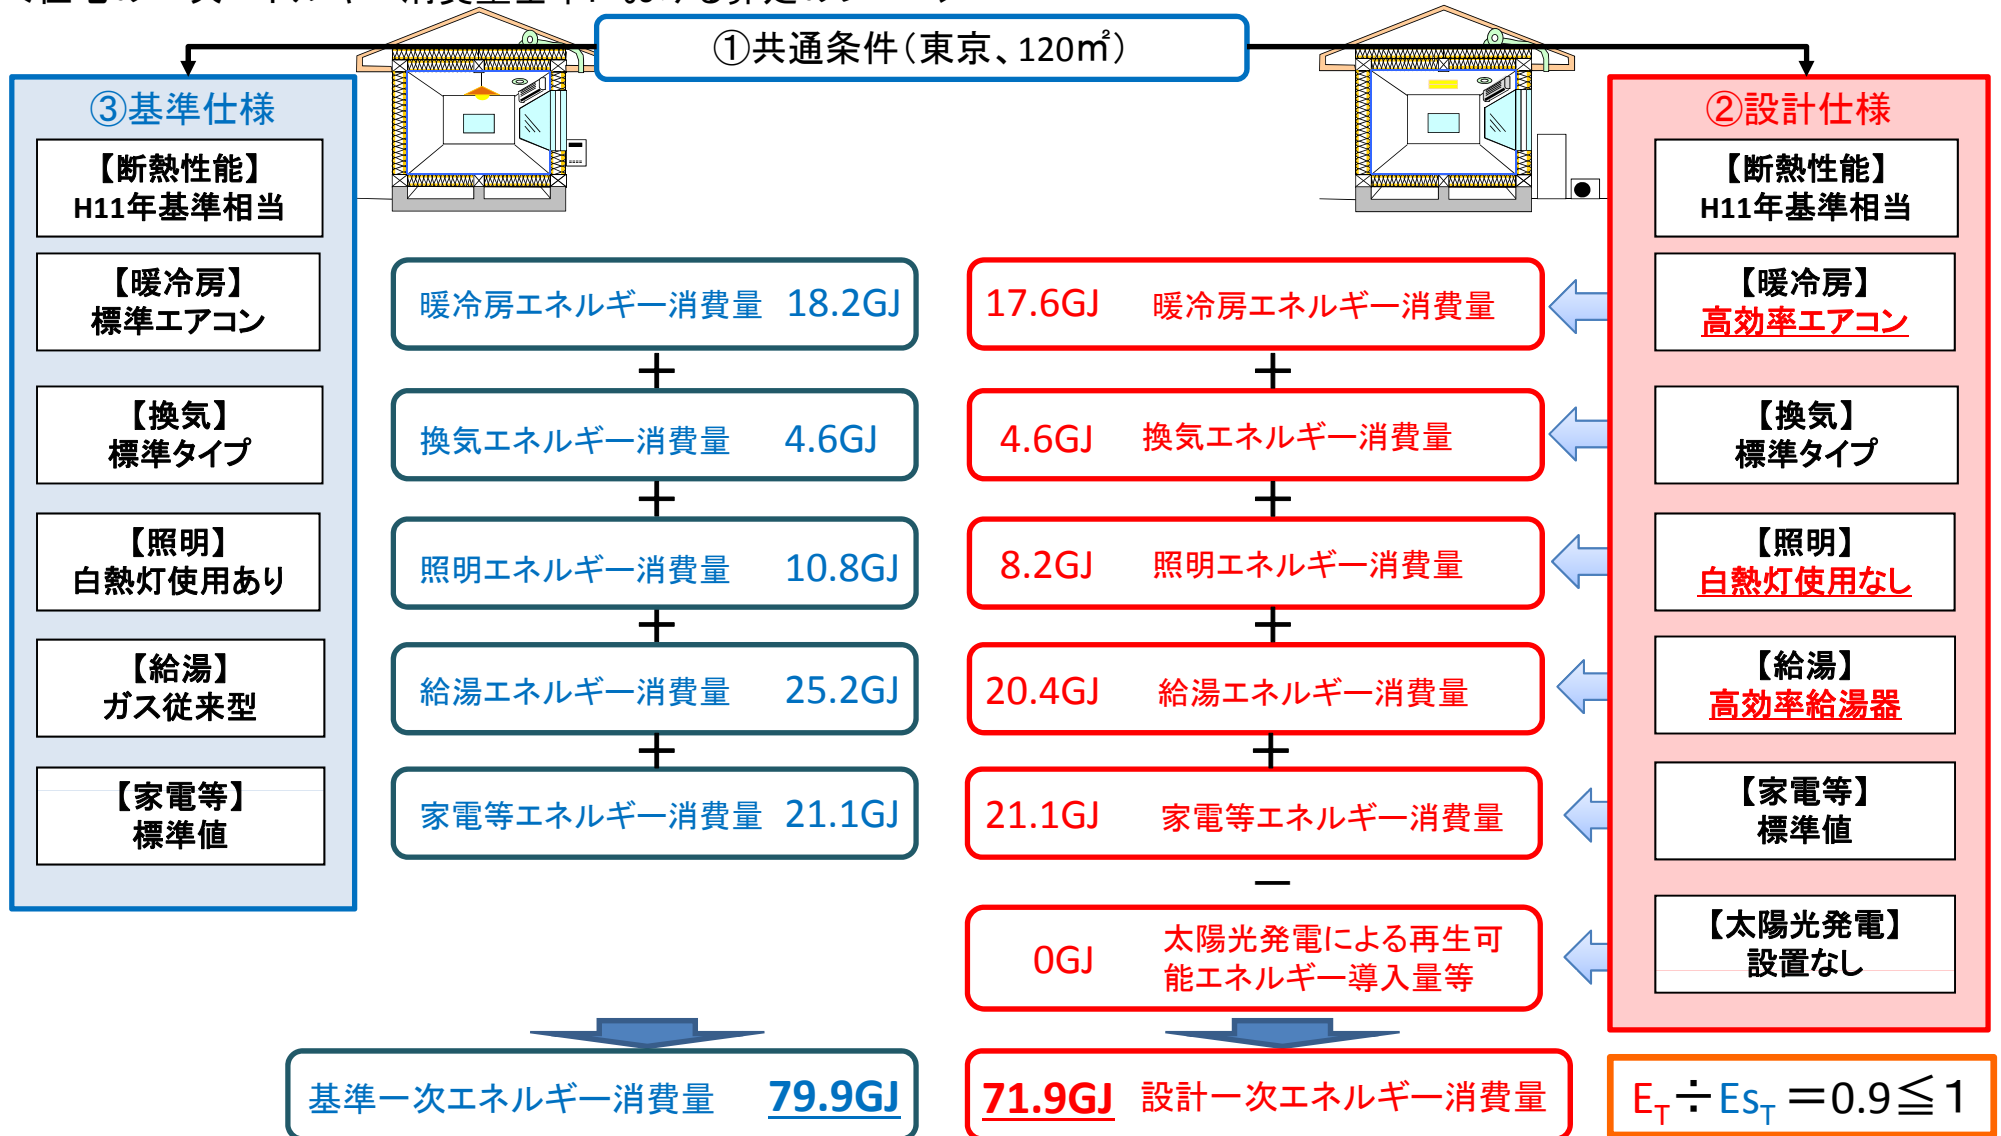 ①共通条件(東京、120㎡)
③基準仕様
【断熱性能】
H11年基準相当
【暖冷房】
標準エアコン
【換気】
標準タイプ
【照明】
白熱灯使用あり
【給湯】
ガス従来型
【家電等】
標準値
暖冷房エネルギー消費量 18.2GJ
+
換気エネルギー消費量 4.6GJ
+
照明エネルギー消費量 10.8GJ
+
給湯エネルギー消費量 25.2GJ
+
家電等エネルギー消費量 21.1GJ
基準一次エネルギー消費量 79.9GJ
17.6GJ 暖冷房エネルギー消費量
+
4.6GJ 換気エネルギー消費量
+
8.2GJ 照明エネルギー消費量
+
20.4GJ 給湯エネルギー消費量
+
21.1GJ 家電等エネルギー消費量
−
0GJ 太陽光発電による再生可
能エネルギー導入量等
71.9GJ 設計一次エネルギー消費量
②設計仕様
【断熱性能】
H11年基準相当
【暖冷房】
高効率エアコン
【換気】
標準タイプ
【照明】
白熱灯使用なし
【給湯】
高効率給湯器
【家電等】
標準値
【太陽光発電】
設置なし
ET÷EST=0.9≦1